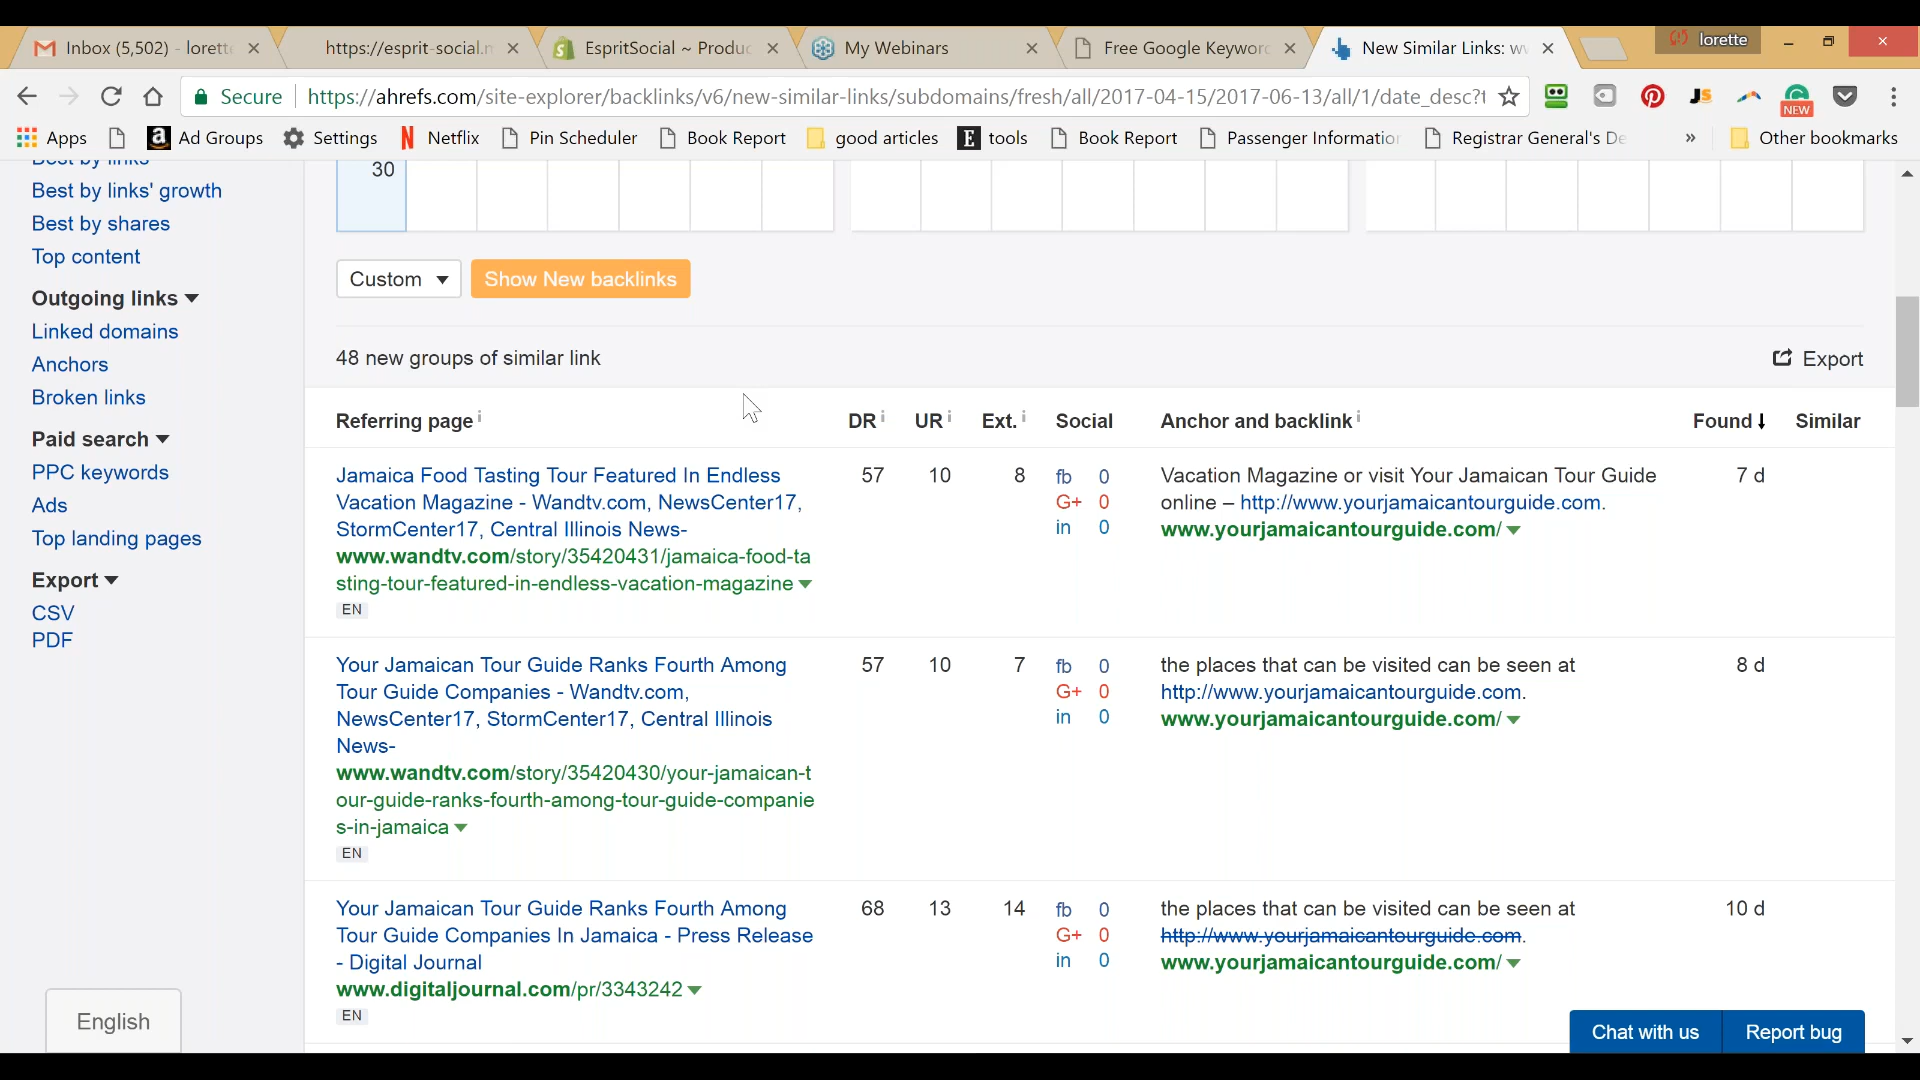 Inbox (5,502) - lorett
https://esprit-social.m
EspritSocial ~ Produc
My Webinars
Free Google Keyword
New Similar Links: ww
lorette
Secure
https://ahrefs.com/site-explorer/backlinks/v6/new-similar-links/subdomains/fresh/all/2017-04-15/2017-06-13/all/1/date_desc?t
NEW
Apps
a
Ad Groups
Settings
N
Netflix
Pin Scheduler
Book Report
good articles
E
tools
Book Report
Passenger Information
Registrar General's De
»
Other bookmarks
Best by links
Best by links' growth
Best by shares
Top content
Outgoing links
Linked domains
Anchors
Broken links
Paid search
PPC keywords
Ads
Top landing pages
Export
CSV
PDF
English
30
Custom
Show New backlinks
48 new groups of similar link
Export
Referring page i
DR i
UR i
Ext. i
Social
Anchor and backlink i
Found
Similar
Jamaica Food Tasting Tour Featured In Endless
Vacation Magazine - Wandtv.com, NewsCenter17,
StormCenter17, Central Illinois News-
www.wandtv.com/story/35420431/jamaica-food-ta
sting-tour-featured-in-endless-vacation-magazine
EN
57
10
8
fb 0
G+ 0
in 0
Vacation Magazine or visit Your Jamaican Tour Guide
online – http://www.yourjamaicantourguide.com.
www.yourjamaicantourguide.com/
7 d
Your Jamaican Tour Guide Ranks Fourth Among
Tour Guide Companies - Wandtv.com,
NewsCenter17, StormCenter17, Central Illinois
News-
www.wandtv.com/story/35420430/your-jamaican-t
our-guide-ranks-fourth-among-tour-guide-companie
s-in-jamaica
EN
57
10
7
fb 0
G+ 0
in 0
the places that can be visited can be seen at
http://www.yourjamaicantourguide.com.
www.yourjamaicantourguide.com/
8 d
Your Jamaican Tour Guide Ranks Fourth Among
Tour Guide Companies In Jamaica - Press Release
- Digital Journal
www.digitaljournal.com/pr/3343242
EN
68
13
14
fb 0
G+ 0
in 0
the places that can be visited can be seen at
http://www.yourjamaicantourguide.com.
www.yourjamaicantourguide.com/
10 d
Chat with us
Report bug